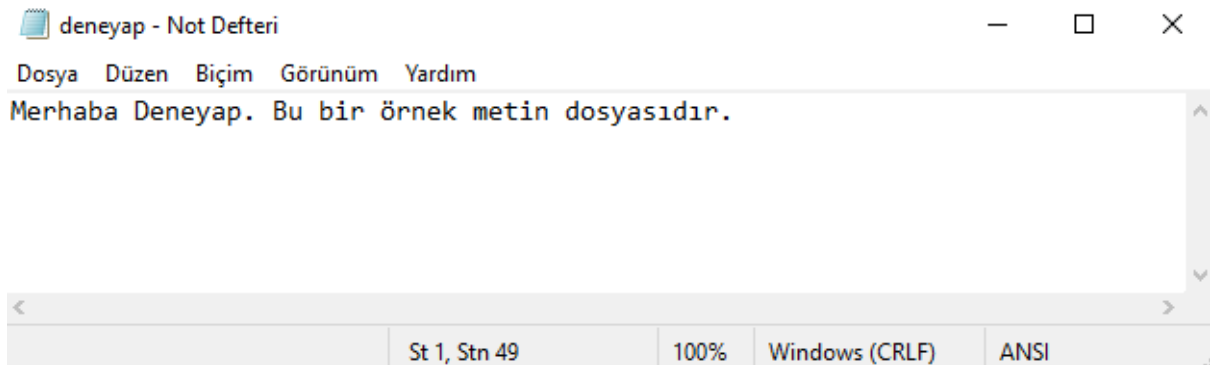 deneyap - Not Defteri
Dosya Düzen Biçim Görünüm Yardım
Merhaba Deneyap. Bu bir örnek metin dosyasıdır.
St 1, Stn 49 100% Windows (CRLF) ANSI